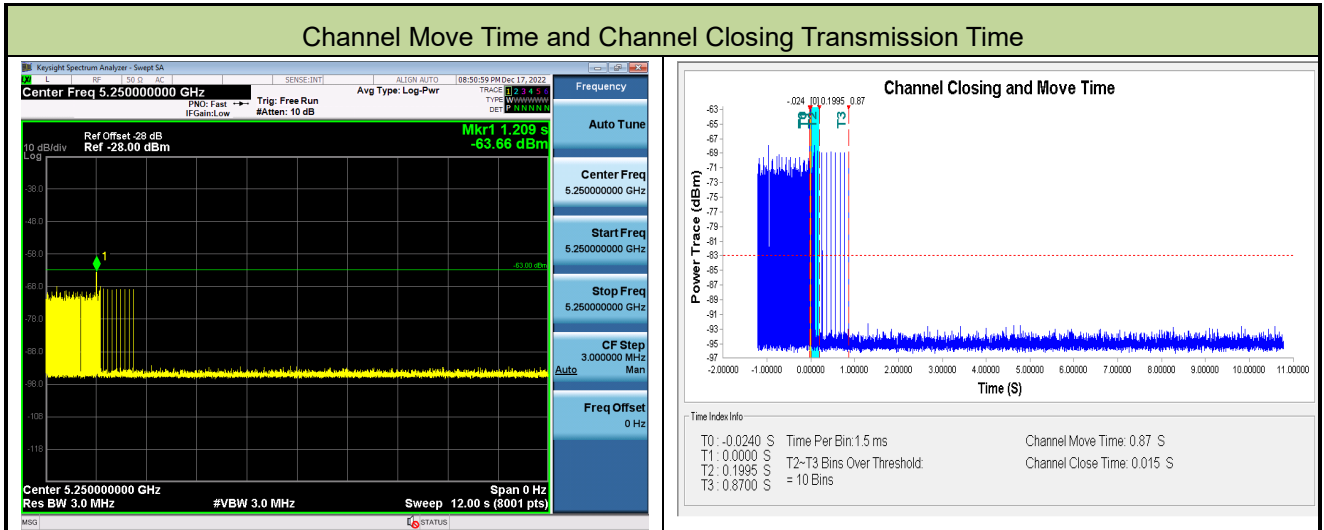 Channel Move Time and Channel Closing Transmission Time
Keysight Spectrum Analyzer - Swept SA
L RF 50 Ω AC SENSE:INT ALIGN AUTO 08:50:59 PM Dec 17, 2022
Center Freq 5.250000000 GHz
PNO: Fast
IFGain:Low
Trig: Free Run
#Atten: 10 dB
Avg Type: Log-Pwr
TRACE 1 2 3 4 5 6
TYPE WWWWWW
DET P N N N N N
Ref Offset -28 dB
10 dB/div Ref -28.00 dBm
Log
Mkr1 1.209 s
-63.66 dBm
1
-63.00 dBm
-38.0
-48.0
-58.0
-68.0
-78.0
-88.0
-98.0
-108
-118
Center 5.250000000 GHz Span 0 Hz
Res BW 3.0 MHz #VBW 3.0 MHz Sweep 12.00 s (8001 pts)
MSG STATUS
Frequency
Auto Tune
Center Freq
5.250000000 GHz
Start Freq
5.250000000 GHz
Stop Freq
5.250000000 GHz
CF Step
3.000000 MHz
Auto Man
Freq Offset
0 Hz
Channel Closing and Move Time
-.024 [0] 0.1995 0.87
T2 T3
Power Trace (dBm)
-63
-65
-67
-69
-71
-73
-75
-77
-79
-81
-83
-85
-87
-89
-91
-93
-95
-97
-2.00000 -1.00000 0.00000 1.00000 2.00000 3.00000 4.00000 5.00000 6.00000 7.00000 8.00000 9.00000 10.00000 11.00000
Time (S)
Time Index Info
T0 : -0.0240 S
T1 : 0.0000 S
T2 : 0.1995 S
T3 : 0.8700 S
Time Per Bin:1.5 ms
T2~T3 Bins Over Threshold:
= 10 Bins
Channel Move Time: 0.87 S
Channel Close Time: 0.015 S